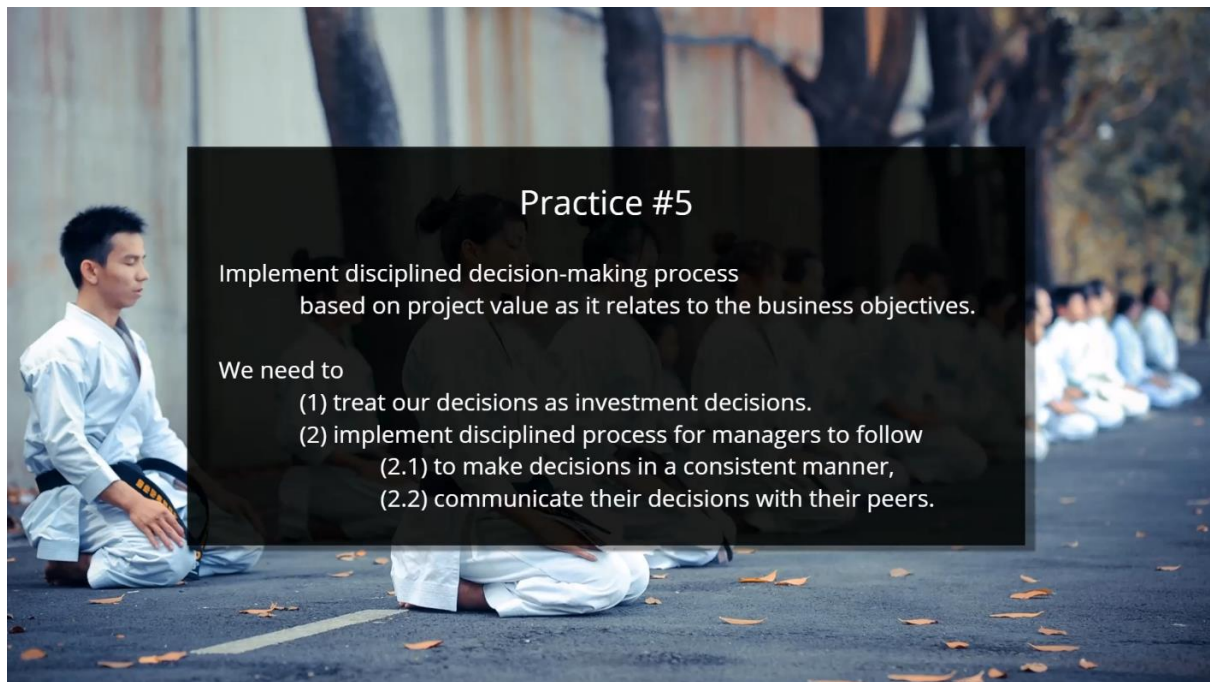 Practice #5
Implement disciplined decision-making process
based on project value as it relates to the business objectives.
We need to
(1) treat our decisions as investment decisions.
(2) implement disciplined process for managers to follow
(2.1) to make decisions in a consistent manner,
(2.2) communicate their decisions with their peers.